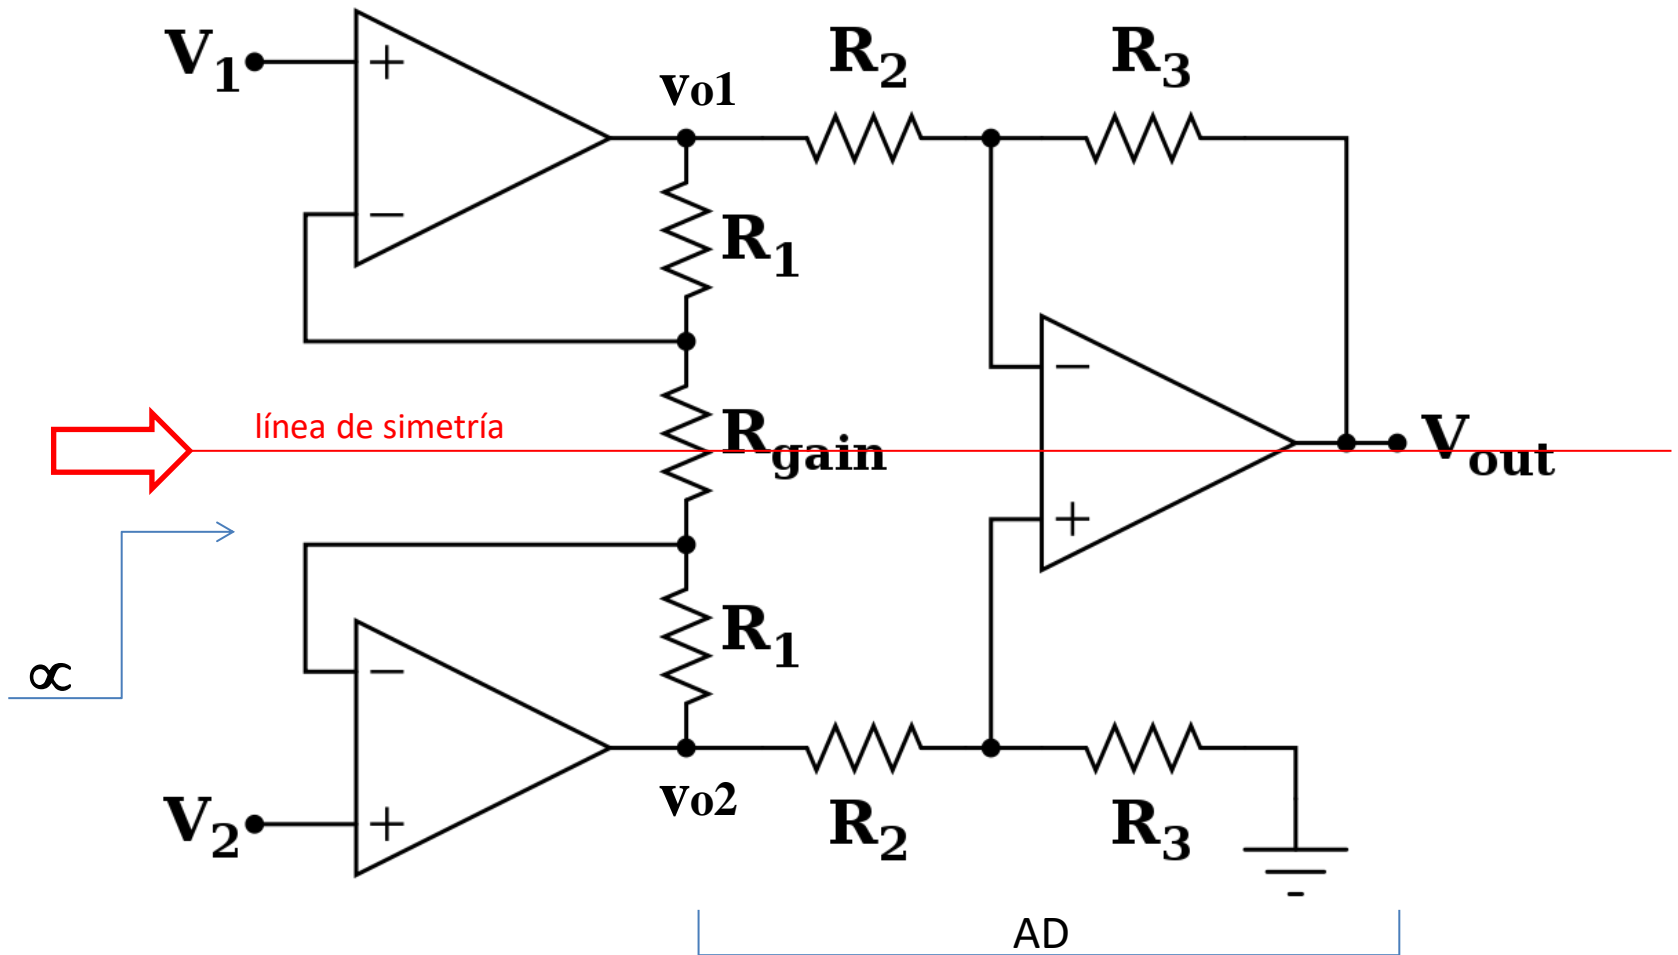 V1
+
vo1
R2
R3
−
R1
−
línea de simetría
Rgain
Vout
+
∝
−
R1
V2
+
vo2
R2
R3
AD